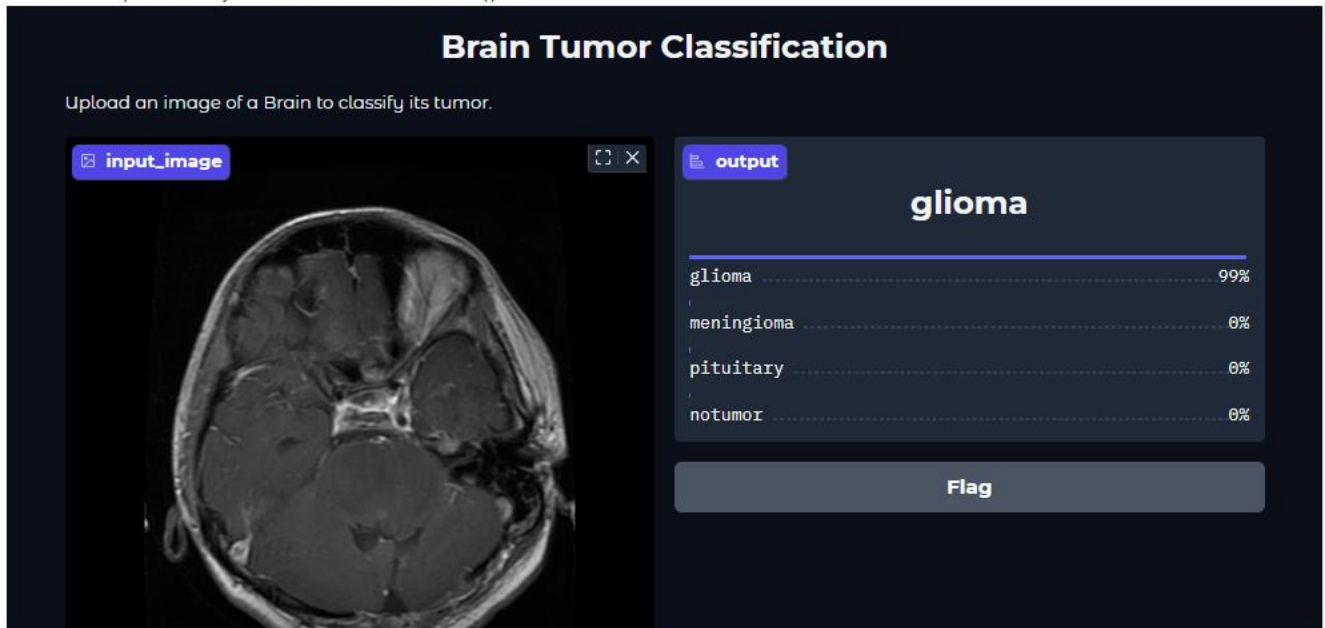 Brain Tumor Classification
Upload an image of a Brain to classify its tumor.
input_image
output
glioma
glioma 99%
meningioma 0%
pituitary 0%
notumor 0%
Flag